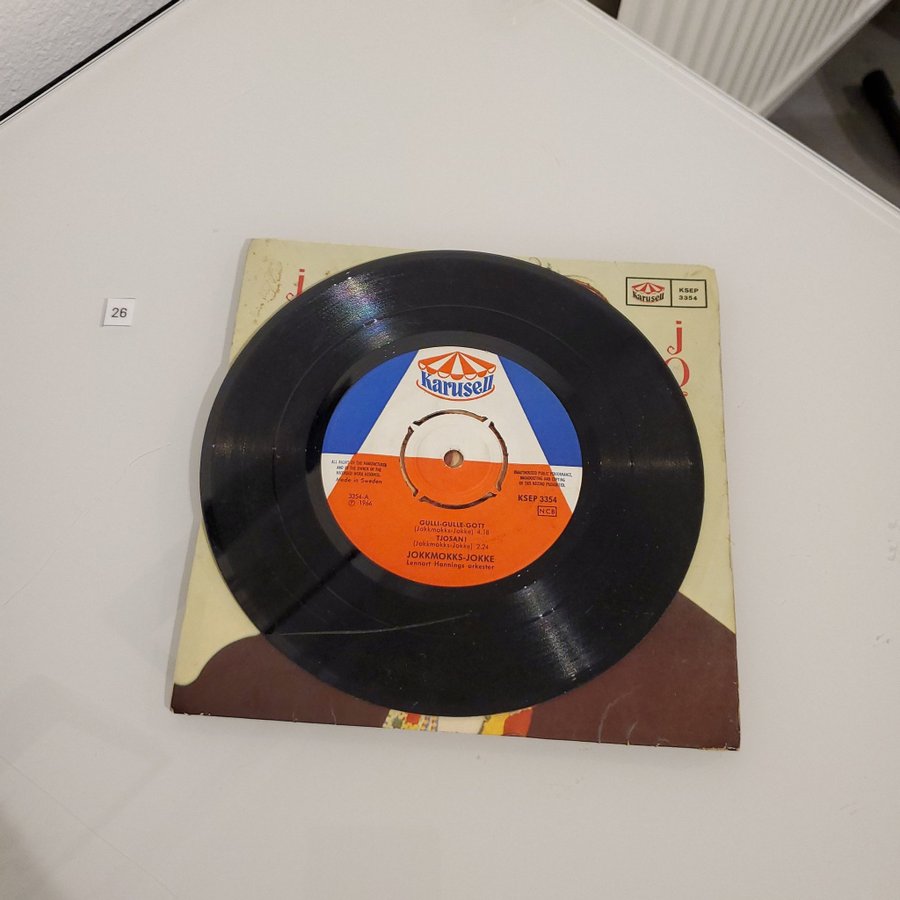 26
j
Karusell
KSEP
3354
j
O
Karusell
ALL RIGHTS OF THE MANUFACTURER
AND OF THE OWNER OF THE
RECORDED WORK RESERVED.
Made in Sweden
UNAUTHORIZED PUBLIC PERFORMANCE,
BROADCASTING AND COPYING
OF THIS RECORD PROHIBITED.
3354-A
Ⓟ 1966
KSEP 3354
NCB
GULLI-GULLE-GOTT
(Jokkmokks-Jokke) 4.18
TJOSAN!
(Jokkmokks-Jokke) 2.24
JOKKMOKKS-JOKKE
Lennart Hannings orkester